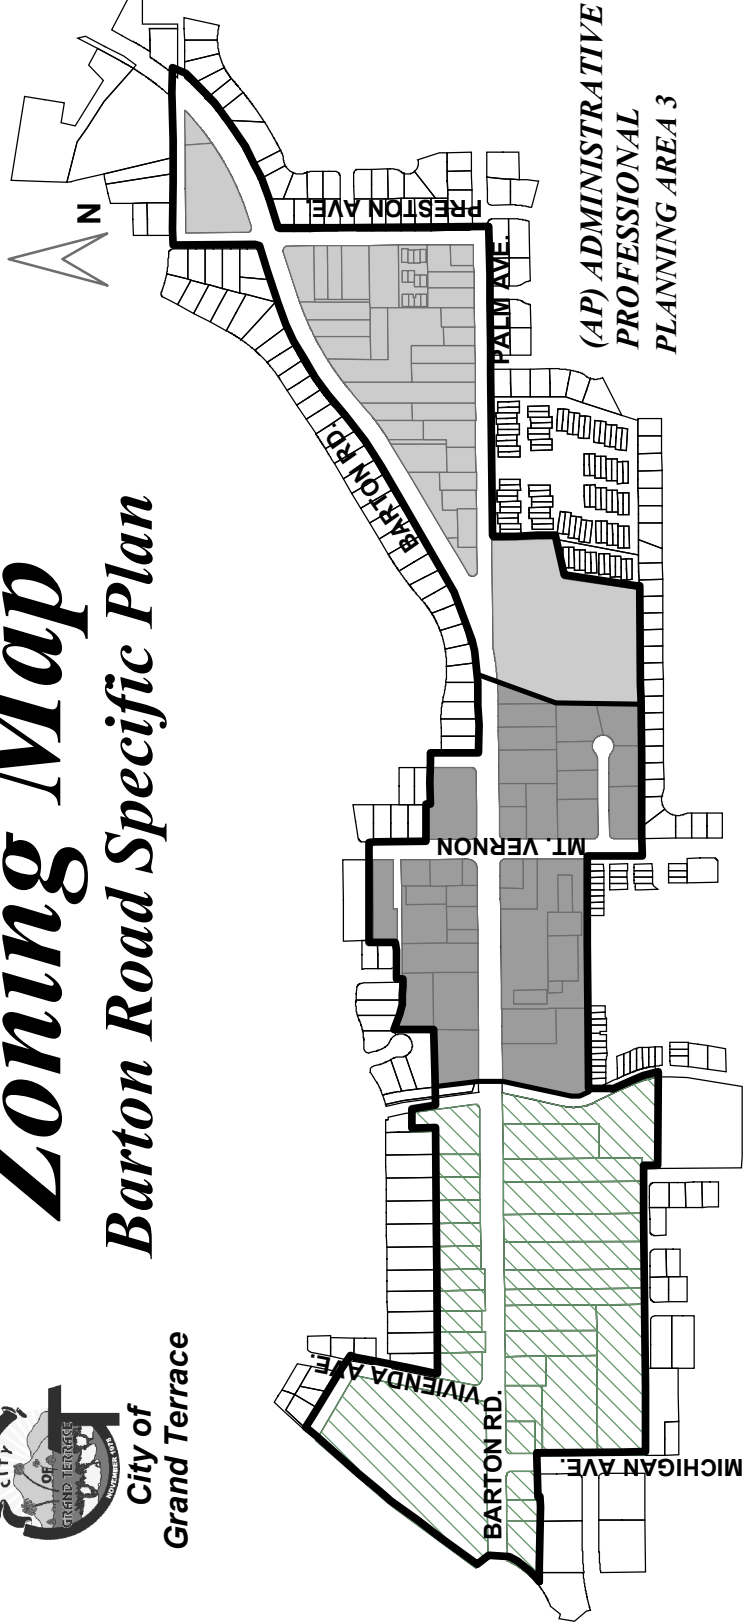 Zoning Map
Barton Road Specific Plan
CITY
OF
GRAND TERRACE
NOVEMBER 1978
City of
Grand Terrace
N
BARTON RD.
PRESTON AVE.
PALM AVE.
MT. VERNON
VIVIENDA AVE.
BARTON RD.
MICHIGAN AVE.
(AP) ADMINISTRATIVE
PROFESSIONAL
PLANNING AREA 3